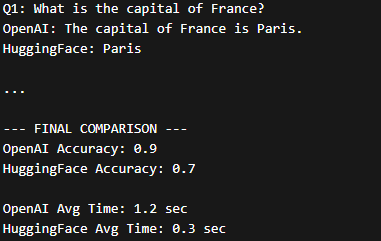 Q1: What is the capital of France?
OpenAI: The capital of France is Paris.
HuggingFace: Paris
...
--- FINAL COMPARISON ---
OpenAI Accuracy: 0.9
HuggingFace Accuracy: 0.7
OpenAI Avg Time: 1.2 sec
HuggingFace Avg Time: 0.3 sec